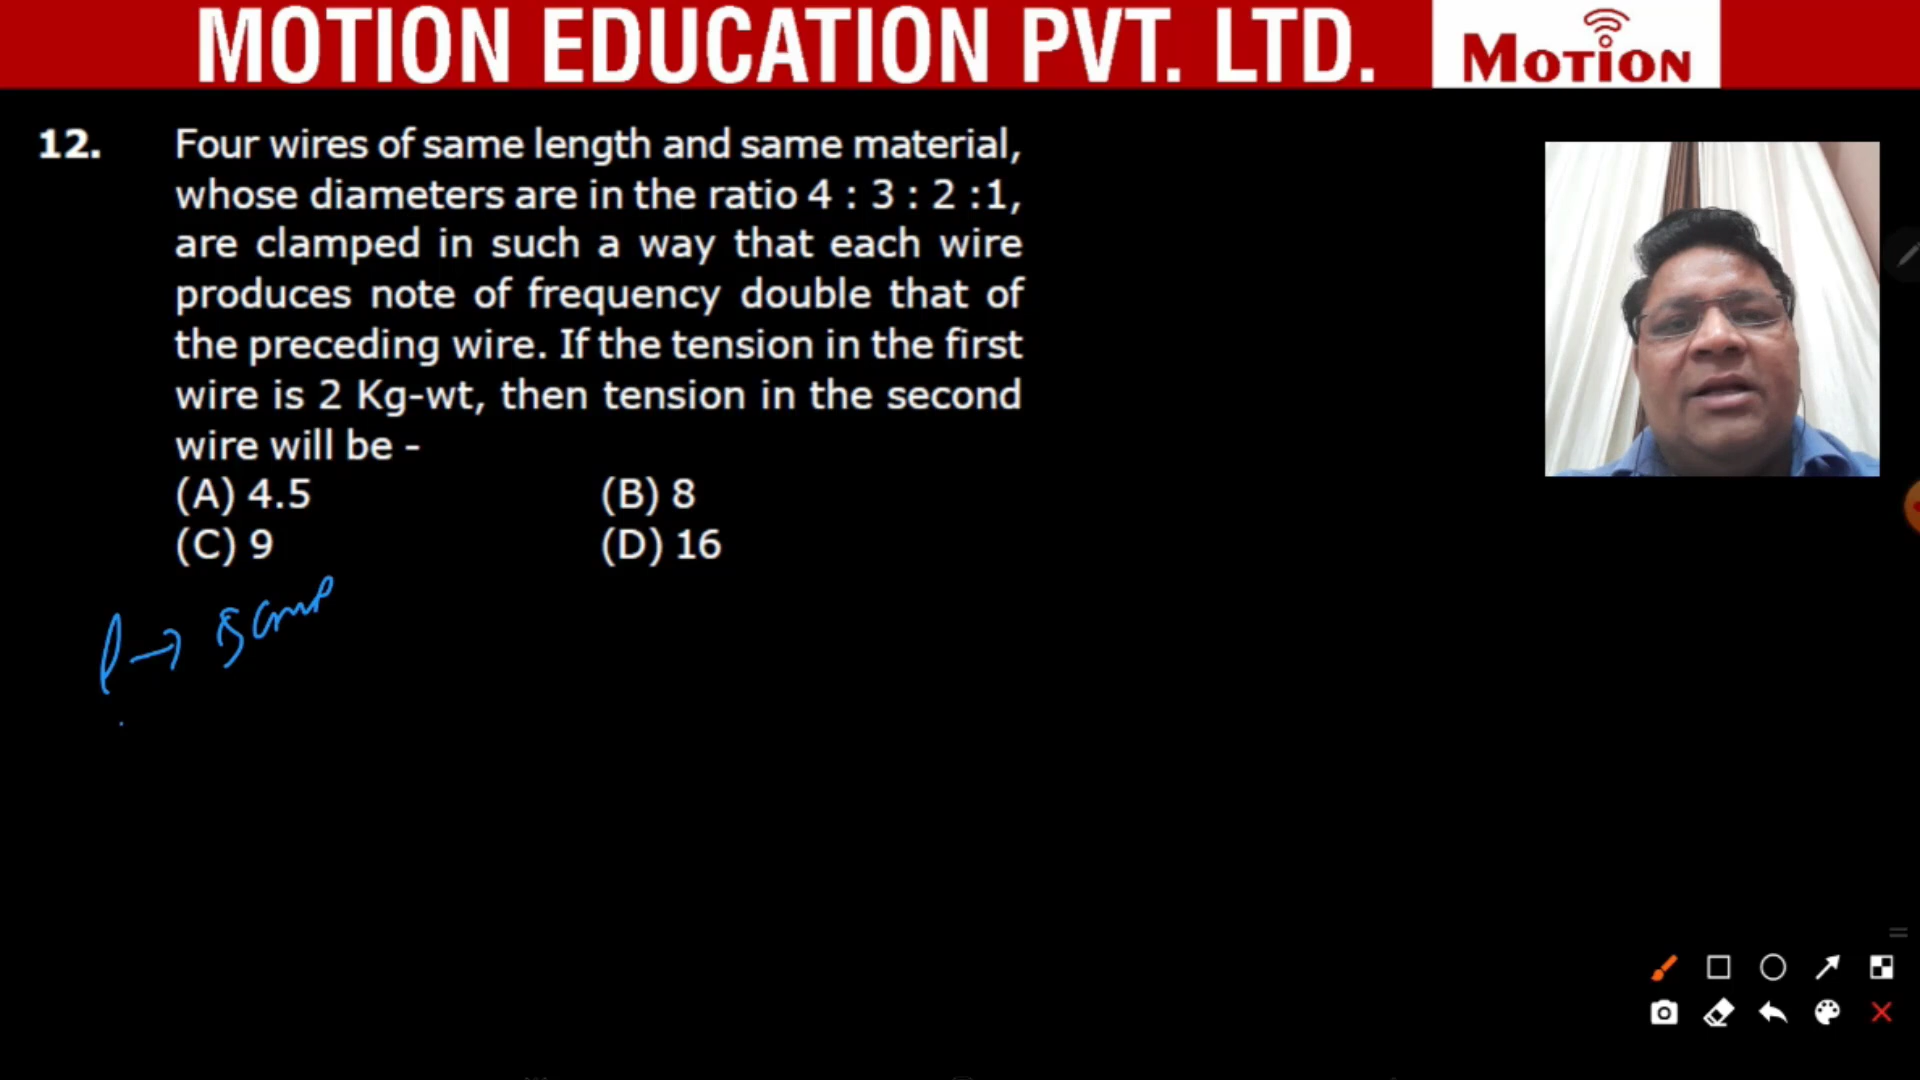 MOTION EDUCATION PVT. LTD.
MOTION
12. Four wires of same length and same material,
whose diameters are in the ratio 4 : 3 : 2 :1,
are clamped in such a way that each wire
produces note of frequency double that of
the preceding wire. If the tension in the first
wire is 2 Kg-wt, then tension in the second
wire will be -
(A) 4.5 (B) 8
(C) 9 (D) 16
l → same